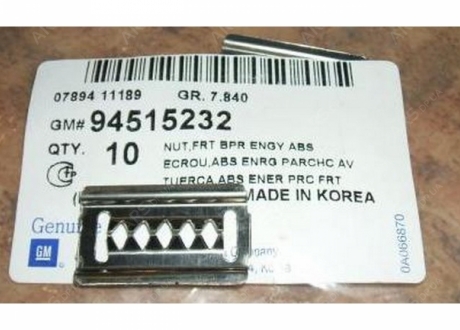 07894 11189 GR. 7.840
GM# 94515232
QTY. 10 NUT,FRT BPR ENGY ABS
ECROU,ABS ENRG PARCHC AV
TUERCA ABS ENER PRC FRT
MADE IN KOREA
Genuine
GM
0A066870